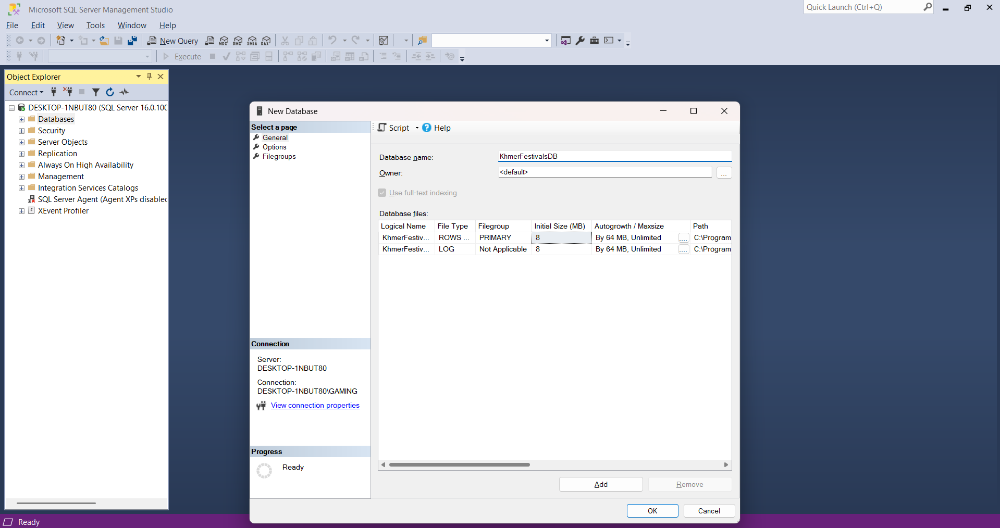 Microsoft SQL Server Management Studio
Quick Launch (Ctrl+Q)
File Edit View Tools Window Help
New Query MDX DMX XMLA DAX
Execute
Object Explorer
Connect
DESKTOP-1NBUT80 (SQL Server 16.0.100
Databases
Security
Server Objects
Replication
Always On High Availability
Management
Integration Services Catalogs
SQL Server Agent (Agent XPs disabled
XEvent Profiler
New Database
Select a page
General
Options
Filegroups
Connection
Server:
DESKTOP-1NBUT80
Connection:
DESKTOP-1NBUT80\GAMING
View connection properties
Progress
Ready
Script Help
Database name: KhmerFestivalsDB
Owner: <default> ...
Use full-text indexing
Database files:
Logical Name File Type Filegroup Initial Size (MB) Autogrowth / Maxsize Path
KhmerFestiv... ROWS ... PRIMARY 8 By 64 MB, Unlimited .... C:\Program
KhmerFestiv... LOG Not Applicable 8 By 64 MB, Unlimited .... C:\Program
Add Remove
OK Cancel
Ready